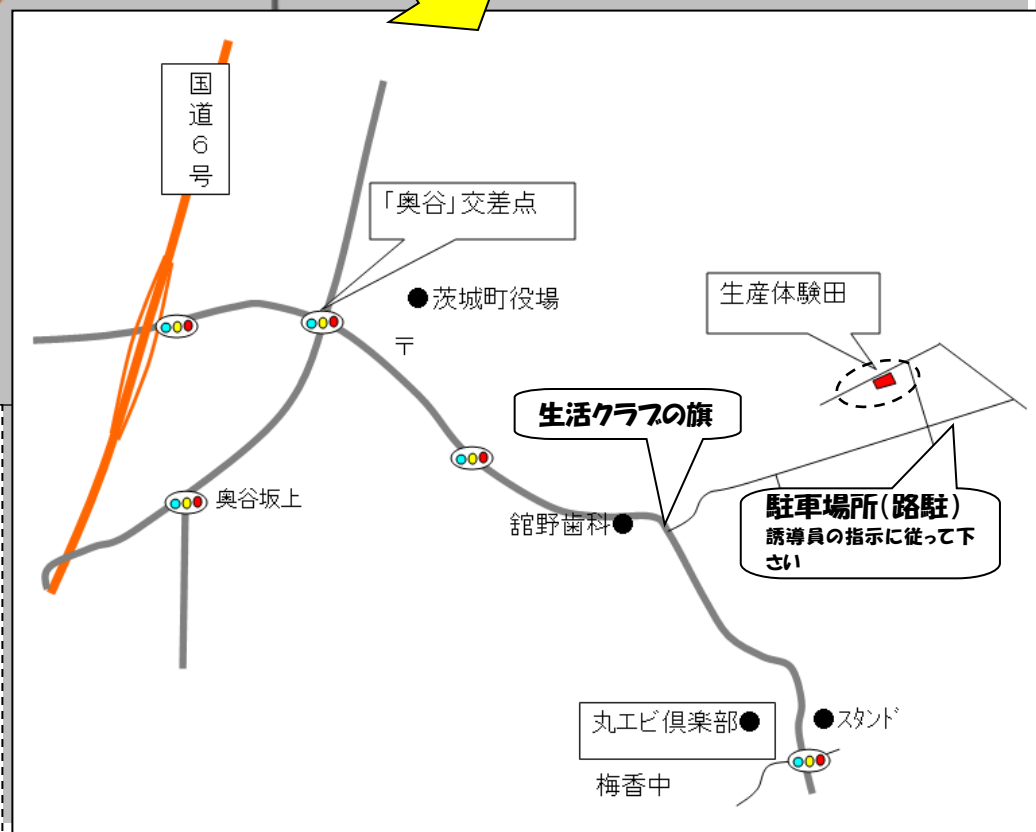 国道6号
「奥谷」交差点
●茨城町役場
〒
生産体験田
生活クラブの旗
奥谷坂上
舘野歯科●
駐車場所(路駐)
誘導員の指示に従って下
さい
丸エビ倶楽部●
●スタンド
梅香中